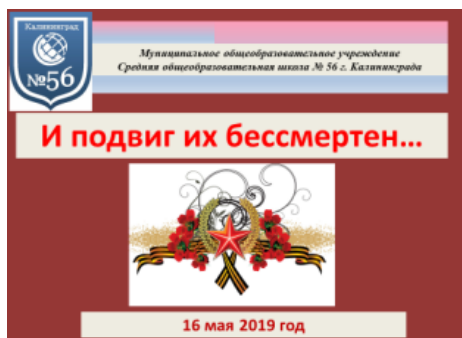 Калининград
№56
Муниципальное общеобразовательное учреждение
Средняя общеобразовательная школа № 56 г. Калининграда
И подвиг их бессмертен...
16 мая 2019 год